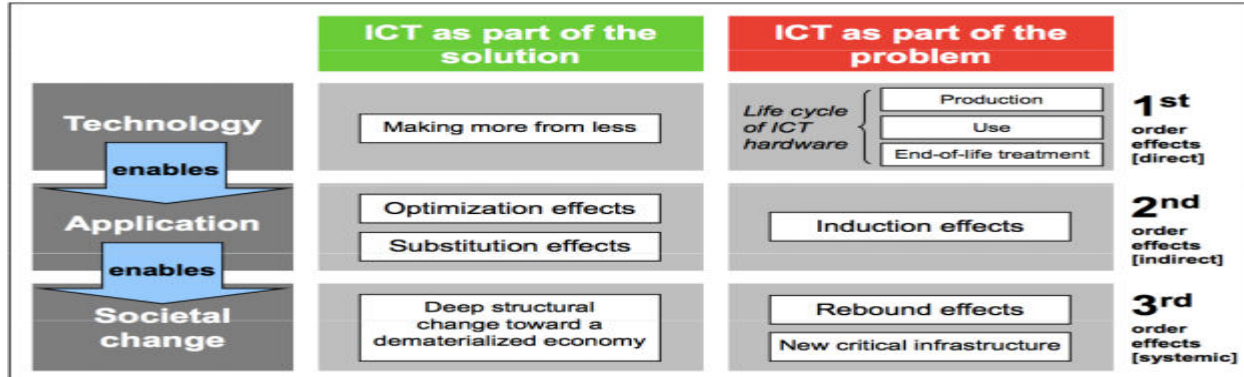 ICT as part of the
solution
ICT as part of the
problem
Technology
Making more from less
Life cycle
of ICT
hardware
Production
Use
End-of-life treatment
1st
order
effects
[direct]
enables
Application
Optimization effects
Substitution effects
Induction effects
2nd
order
effects
[indirect]
enables
Societal
change
Deep structural
change toward a
dematerialized economy
Rebound effects
New critical infrastructure
3rd
order
effects
[systemic]